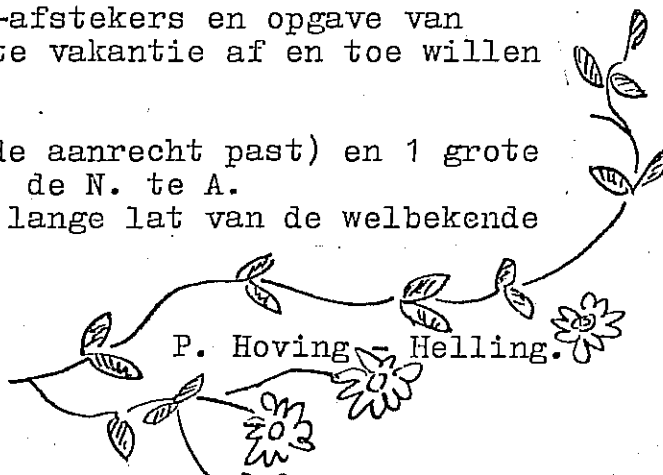 -afstekers en opgave van
te vakantie af en toe willen
de aanrecht past) en 1 grote
de N. te A.
lange lat van de welbekende
P. Hoving - Helling.